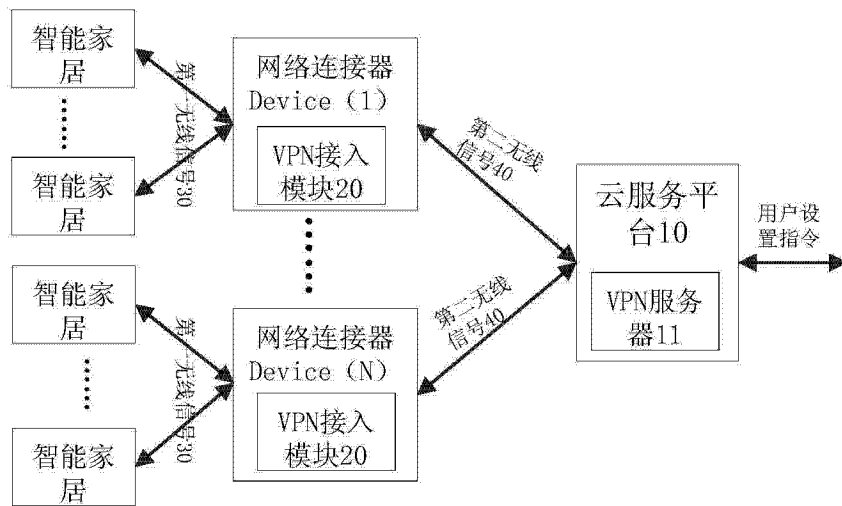 智能家
居
智能家
居
第一无线信号30
网络连接器
Device（1）
VPN接入
模块20
第二无线
信号40
智能家
居
智能家
居
第一无线信号30
网络连接器
Device（N）
VPN接入
模块20
第二无线
信号40
云服务平
台10
VPN服务
器11
用户设
置指令